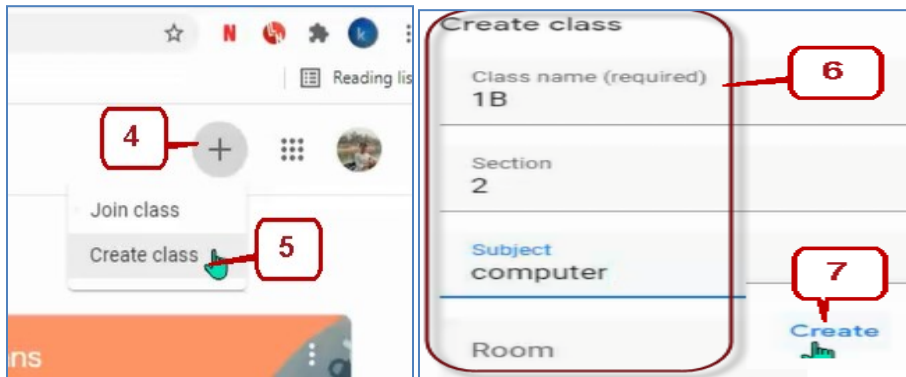 N
k
Reading lis
4
+
Join class
Create class
5
ns
Create class
Class name (required)
1B
6
Section
2
Subject
computer
7
Create
Room